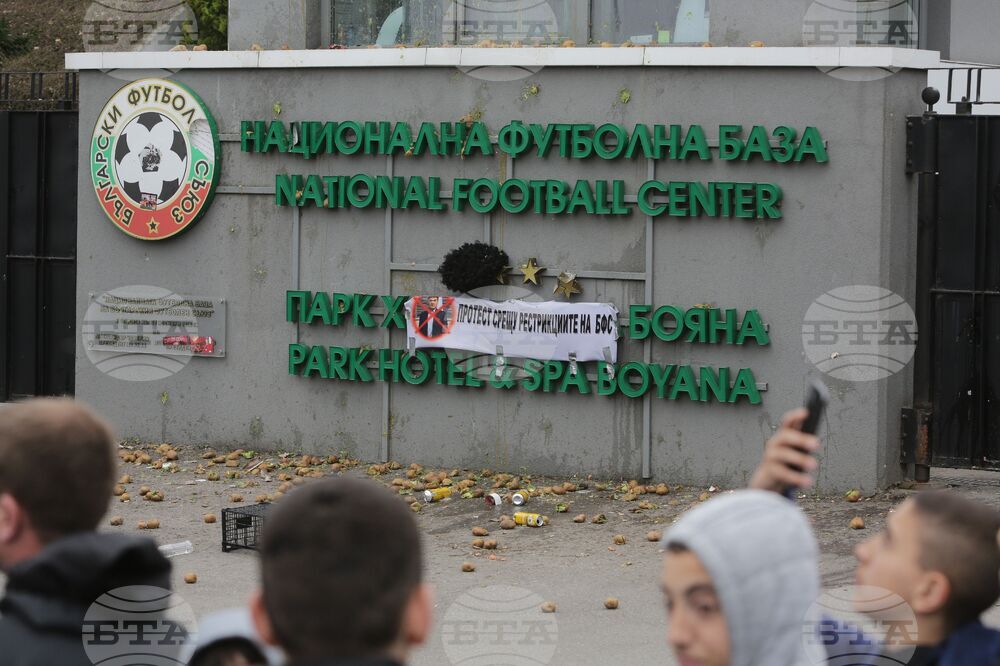 БЪЛГАРСКИ ФУТБОЛЕН СЪЮЗ
НАЦИОНАЛНА ФУТБОЛНА БАЗА
NATIONAL FOOTBALL CENTER
ПАРК Х
БОЯНА
ПРОТЕСТ СРЕЩУ РЕСТРИКЦИИТЕ НА БФС
PARK HOTEL & SPA BOYANA
БТА